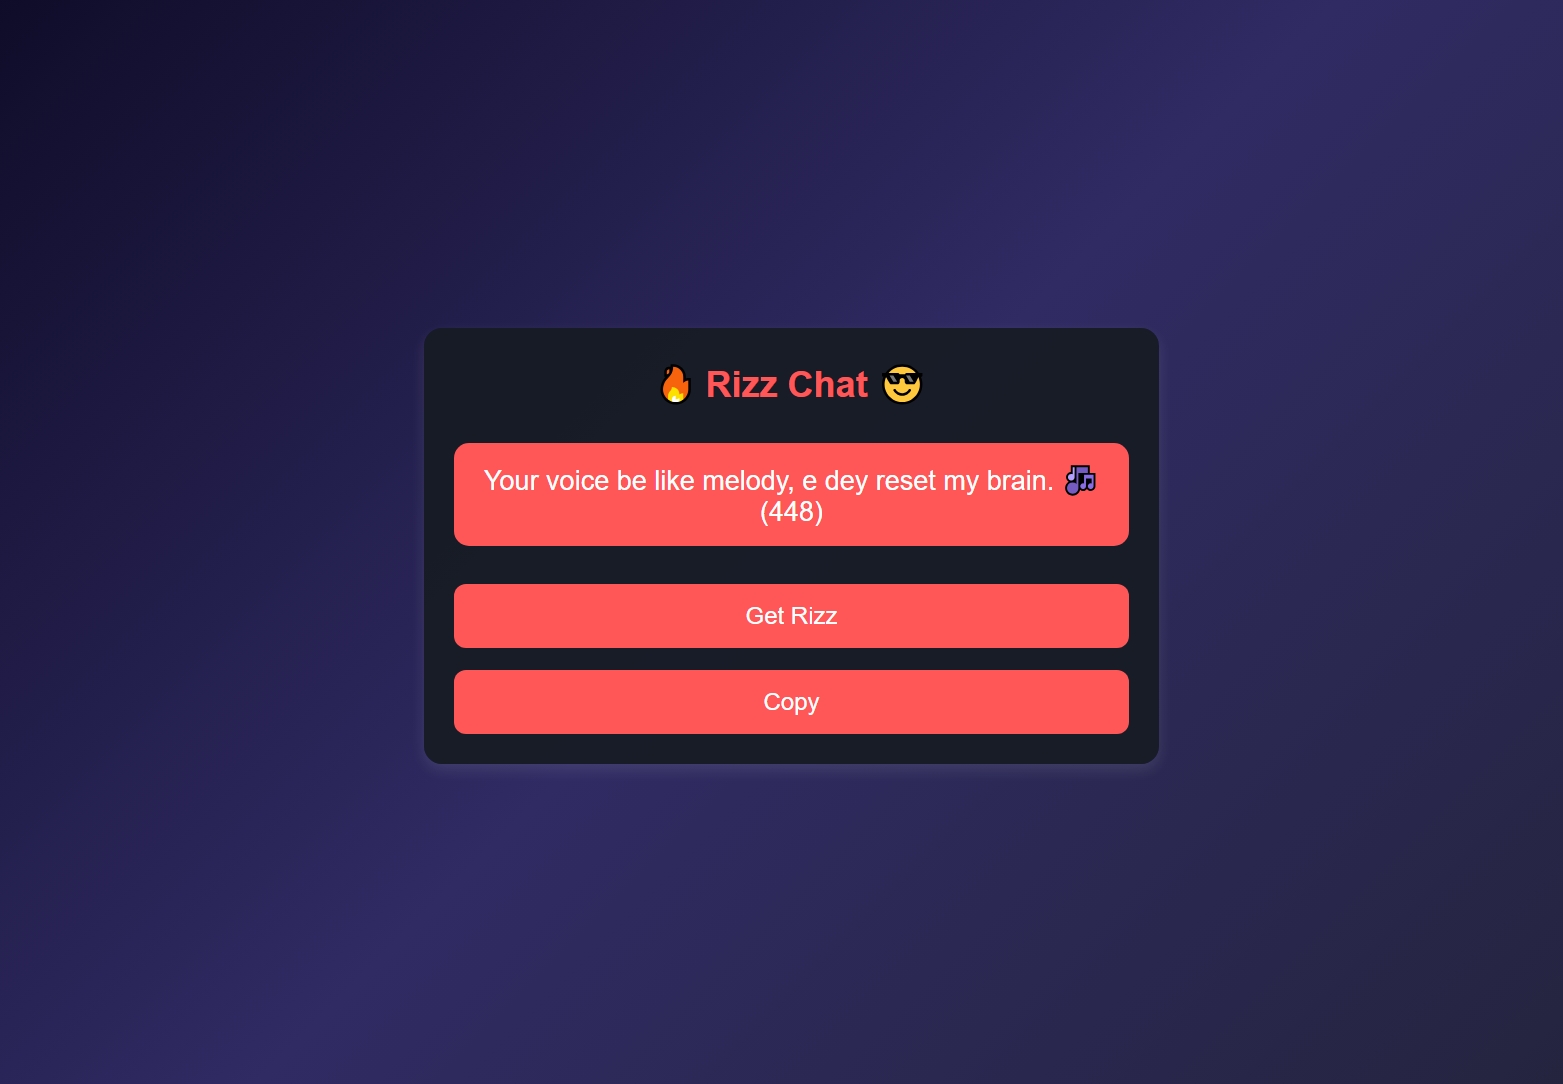 🔥 Rizz Chat 😎
Your voice be like melody, e dey reset my brain. 🎶
(448)
Get Rizz
Copy